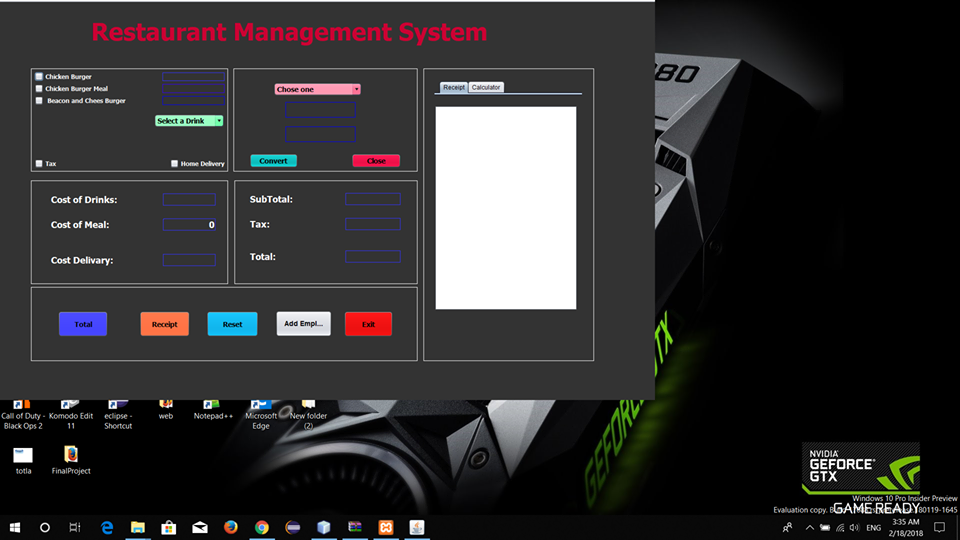 Restaurant Management System
Chicken Burger
Chicken Burger Meal
Beacon and Chees Burger
Select a Drink
Tax
Home Delivery
Chose one
Convert
Close
Receipt
Calculator
Cost of Drinks:
Cost of Meal:
0
Cost Delivary:
SubTotal:
Tax:
Total:
Total
Receipt
Reset
Add Empl...
Exit
80
GEFORCE GTX
Call of Duty - Black Ops 2
Komodo Edit 11
eclipse - Shortcut
web
Notepad++
Microsoft Edge
New folder (2)
totla
FinalProject
NVIDIA
GEFORCE
GTX
GAME READY
Windows 10 Pro Insider Preview
Evaluation copy.
180119-1645
ENG
3:35 AM
2/18/2018